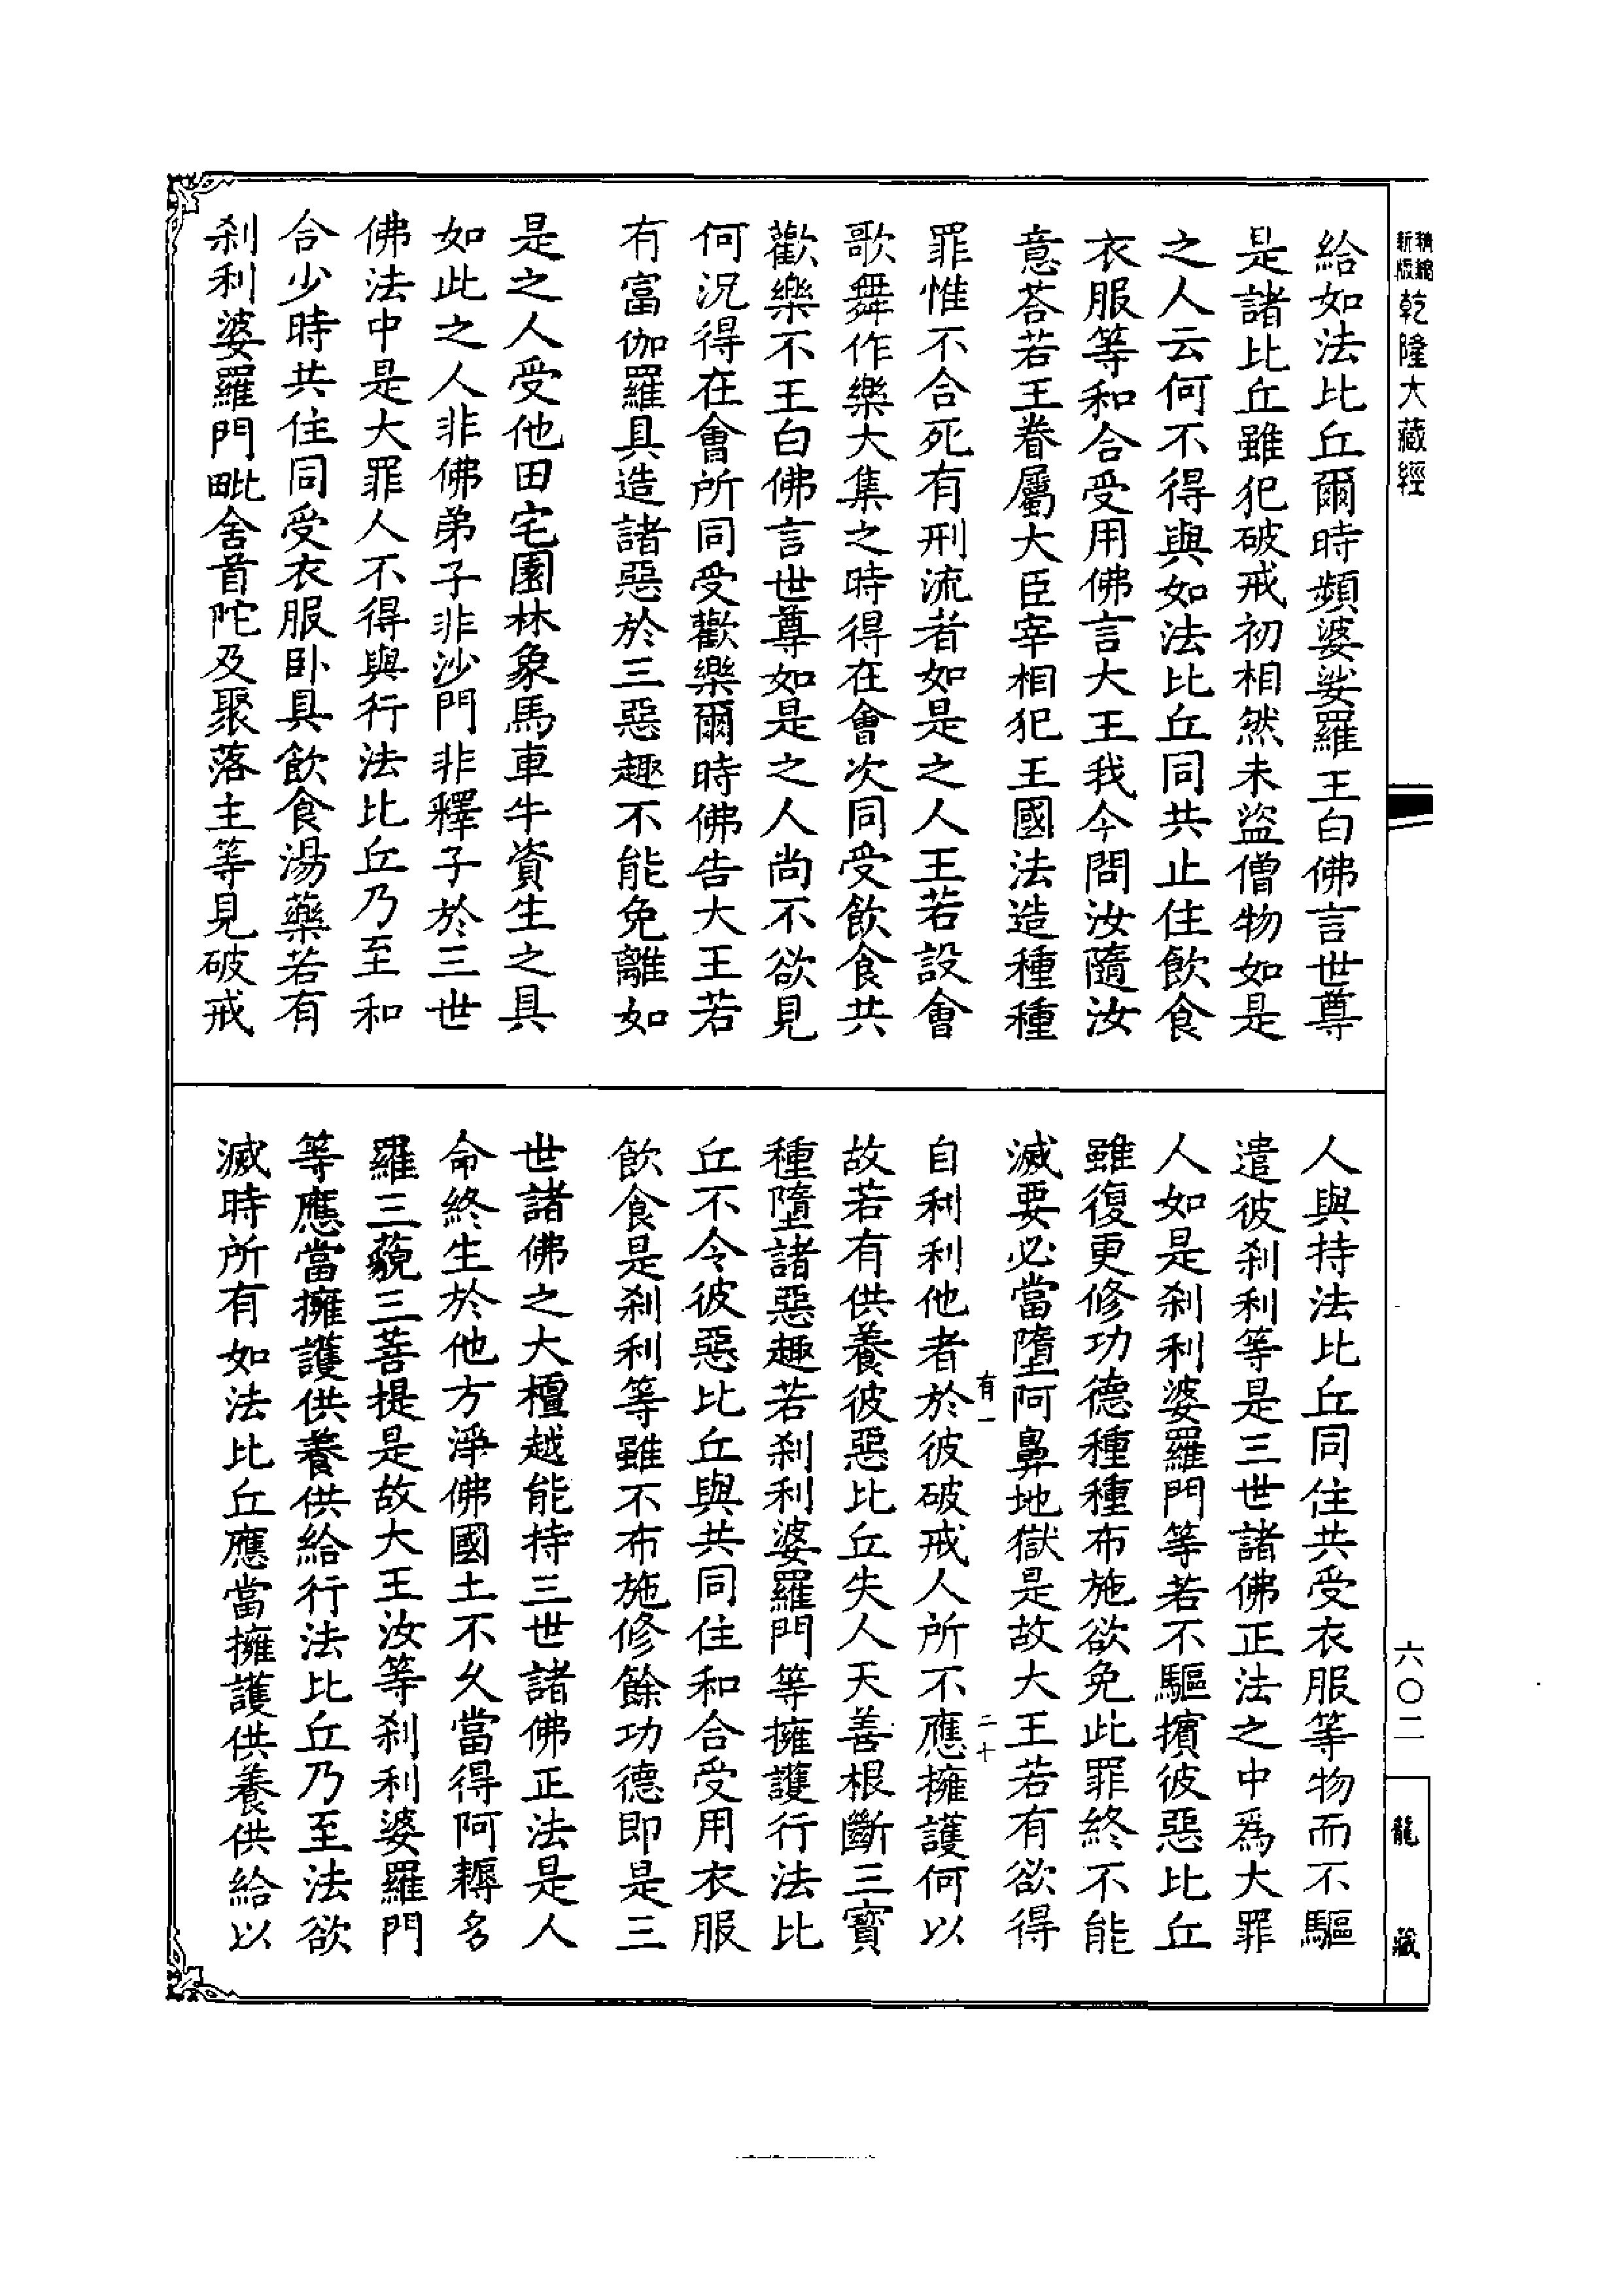 新版精縮乾隆大藏經
給如法比丘爾時頻婆娑羅王白佛言世尊
是諸比丘雖犯破戒初相然未盜僧物如是
之人云何不得與如法比丘同共止住飲食
衣服等和合受用佛言大王我今問汝隨汝
意荅若王眷屬大臣宰相犯王國法造種種
罪惟不合死有刑流者如是之人王若設會
歌舞作樂大集之時得在會次同受飲食共
歡樂不王白佛言世尊如是之人尚不欲見
何況得在會所同受歡樂爾時佛告大王若
有富伽羅具造諸惡於三惡趣不能免離如
是之人受他田宅園林象馬車牛資生之具
如此之人非佛弟子非沙門非釋子於三世
佛法中是大罪人不得與行法比丘乃至和
合少時共住同受衣服卧具飲食湯藥若有
刹利婆羅門毗舍首陀及聚落主等見破戒
人與持法比丘同住共受衣服等物而不驅
遣彼刹利等是三世諸佛正法之中爲大罪
人如是刹利婆羅門等若不驅擯彼惡比丘
雖復更修功德種種布施欲免此罪終不能
滅要必當墮阿鼻地獄是故大王若有欲得
有一
二十
自利利他者於彼破戒人所不應擁護何以
故若有供養彼惡比丘失人天善根斷三寶
種墮諸惡趣若刹利婆羅門等擁護行法比
丘不令彼惡比丘與共同住和合受用衣服
飲食是刹利等雖不布施修餘功德即是三
世諸佛之大檀越能持三世諸佛正法是人
命終生於他方淨佛國土不久當得阿耨多
羅三藐三菩提是故大王汝等刹利婆羅門
等應當擁護供養供給行法比丘乃至法欲
滅時所有如法比丘應當擁護供養供給以
六〇二
龍藏